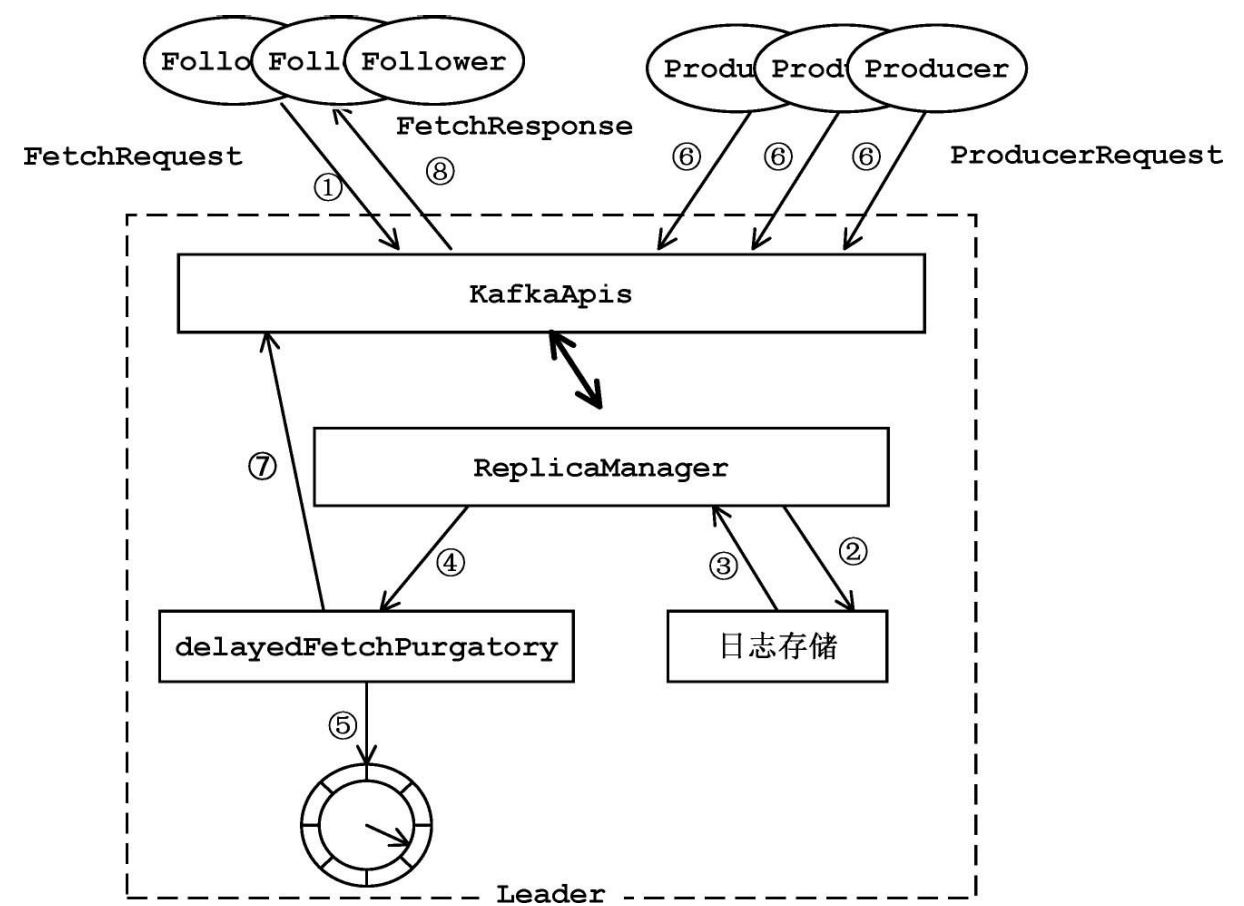 Follo
Foll
Follower
Produ
Prod
Producer
FetchResponse
FetchRequest
ProducerRequest
①
⑧
⑥
⑥
⑥
KafkaApis
⑦
ReplicaManager
④
③
②
delayedFetchPurgatory
日志存储
⑤
Leader